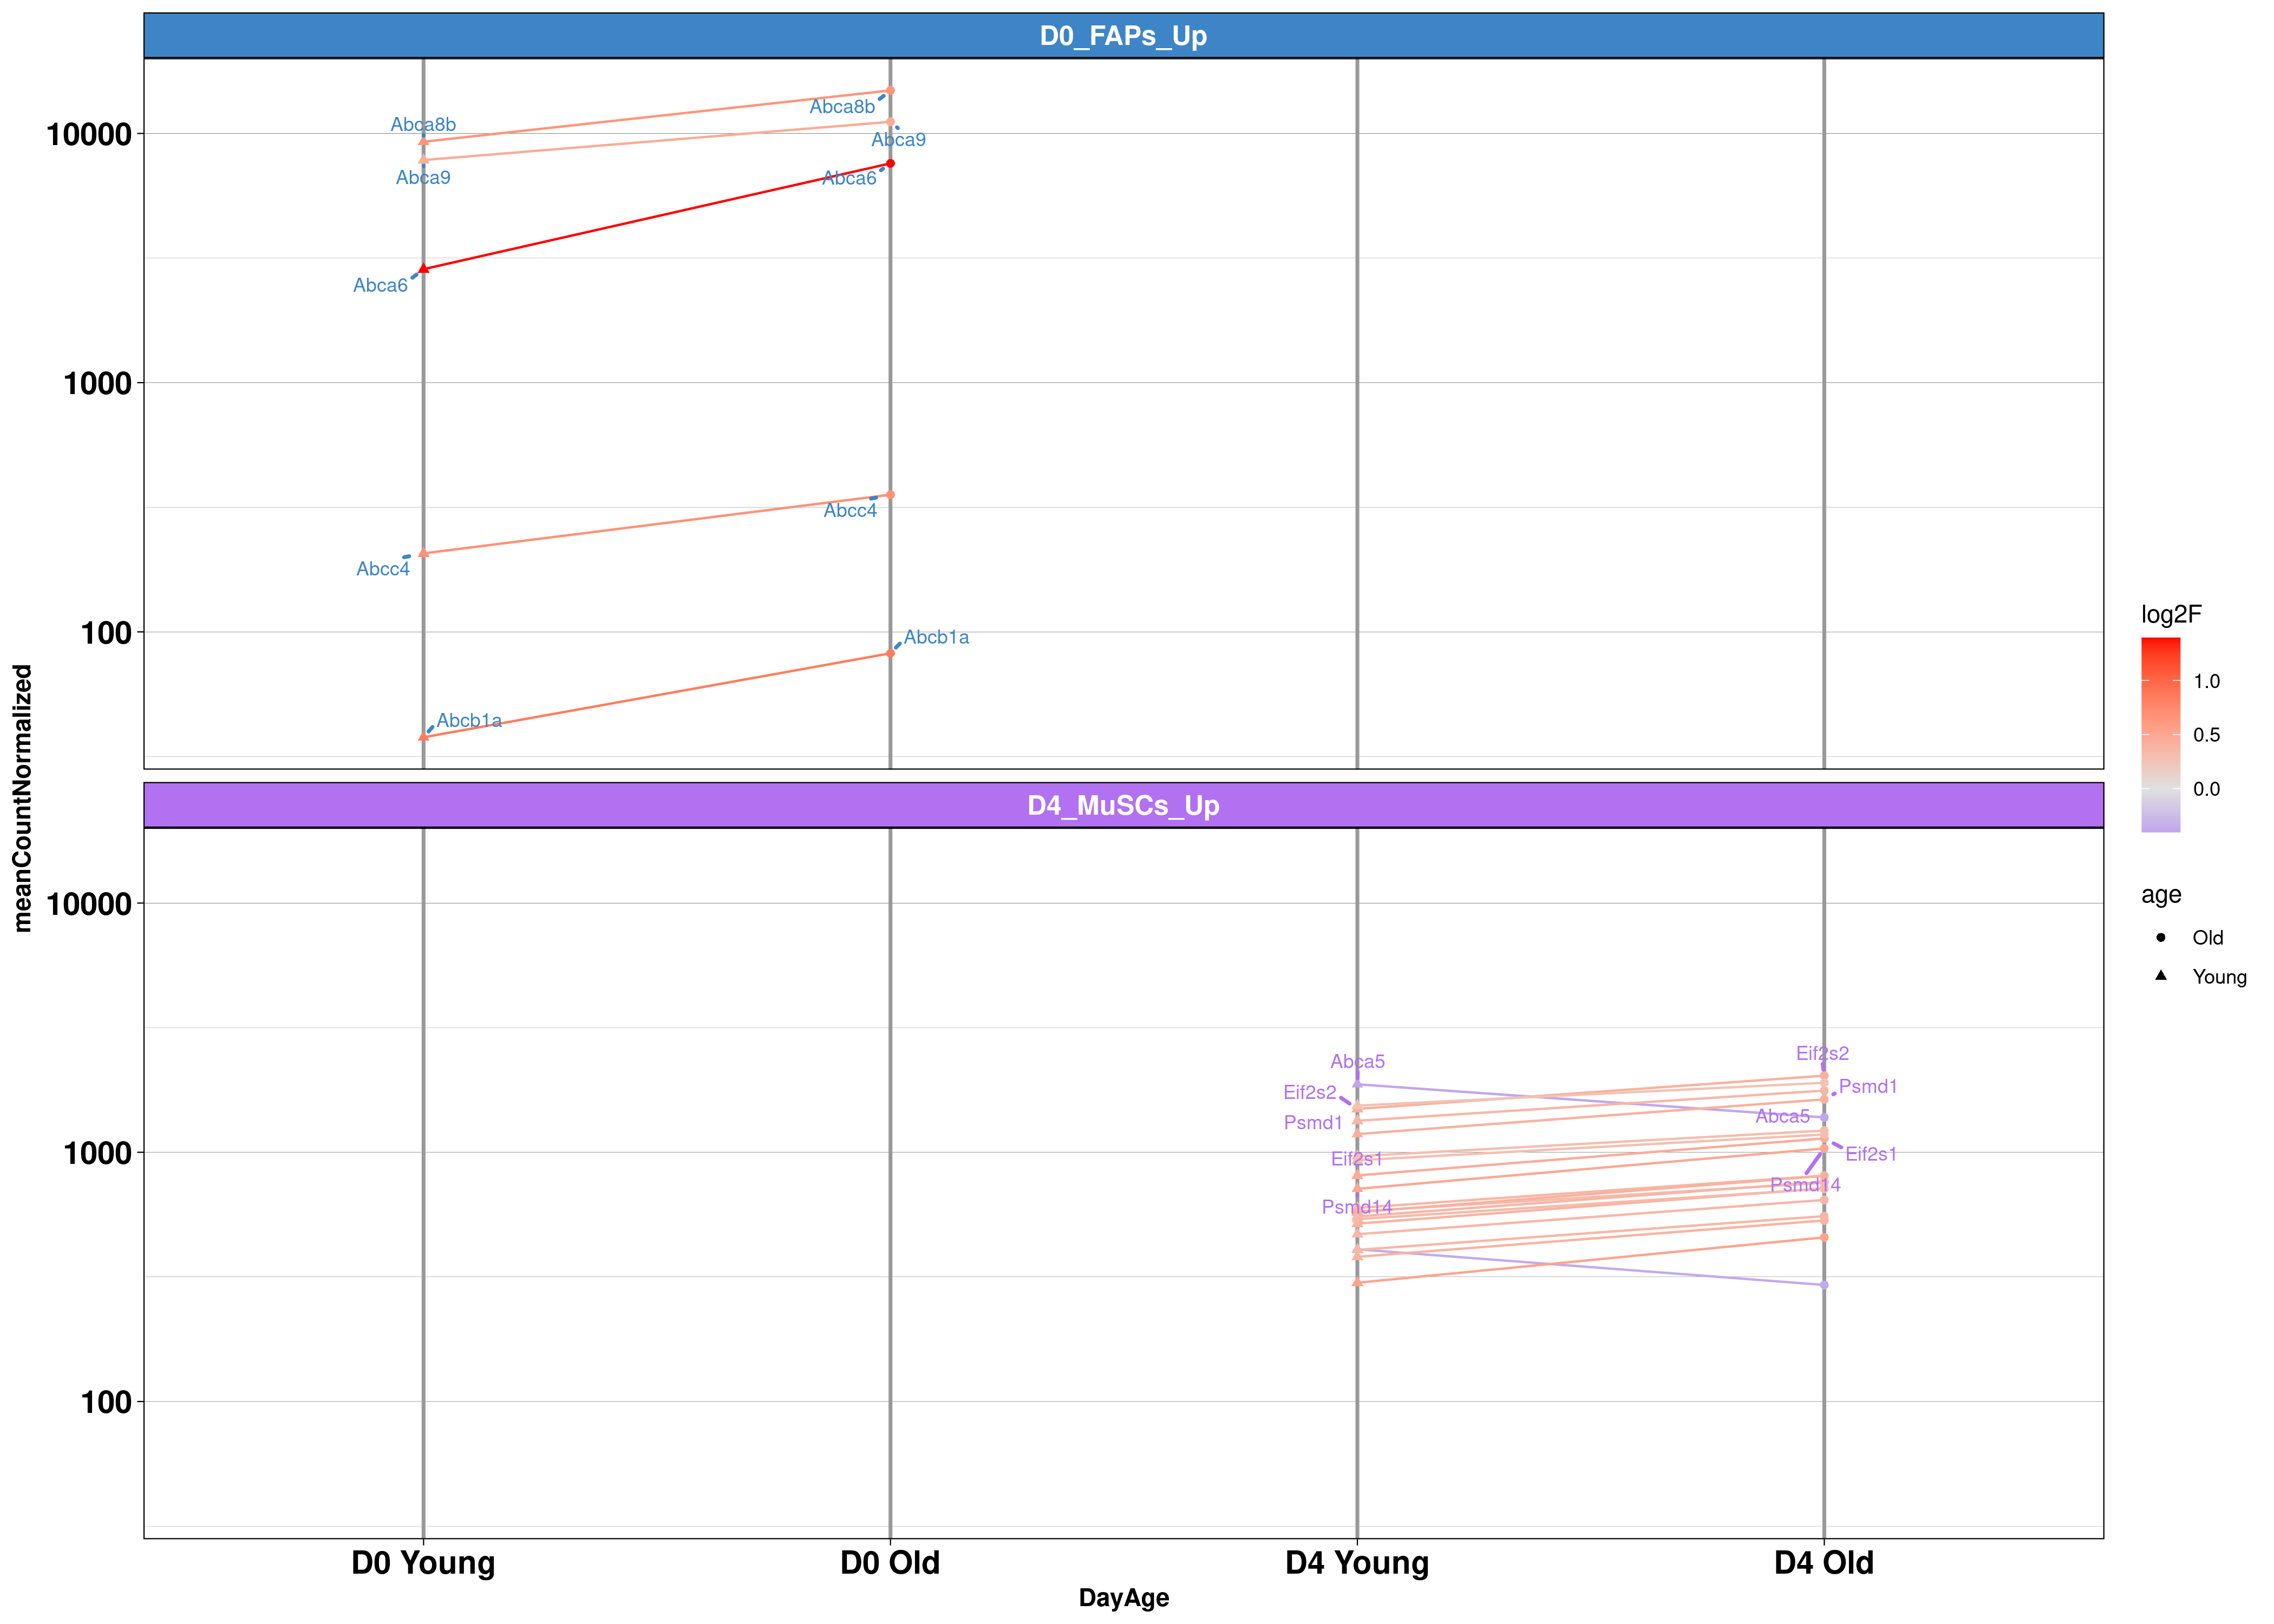 D0_FAPs_Up
10000
1000
100
Abca8b
Abca9
Abca6
Abcc4
Abcb1a
Abca8b
Abca9
Abca6
Abcc4
Abcb1a
meanCountNormalized
D4_MuSCs_Up
10000
1000
100
Abca5
Eif2s2
Psmd1
Eif2s1
Psmd14
Eif2s2
Psmd1
Abca5
Eif2s1
Psmd14
D0 Young
D0 Old
D4 Young
D4 Old
DayAge
log2F
1.0
0.5
0.0
age
Old
Young